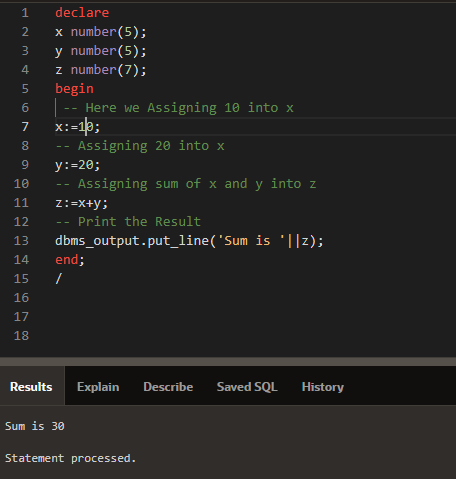 1 declare
2 x number(5);
3 y number(5);
4 z number(7);
5 begin
6 -- Here we Assigning 10 into x
7 x:=10;
8 -- Assigning 20 into x
9 y:=20;
10 -- Assigning sum of x and y into z
11 z:=x+y;
12 -- Print the Result
13 dbms_output.put_line('Sum is '||z);
14 end;
15 /
16
17
18
Results Explain Describe Saved SQL History
Sum is 30
Statement processed.